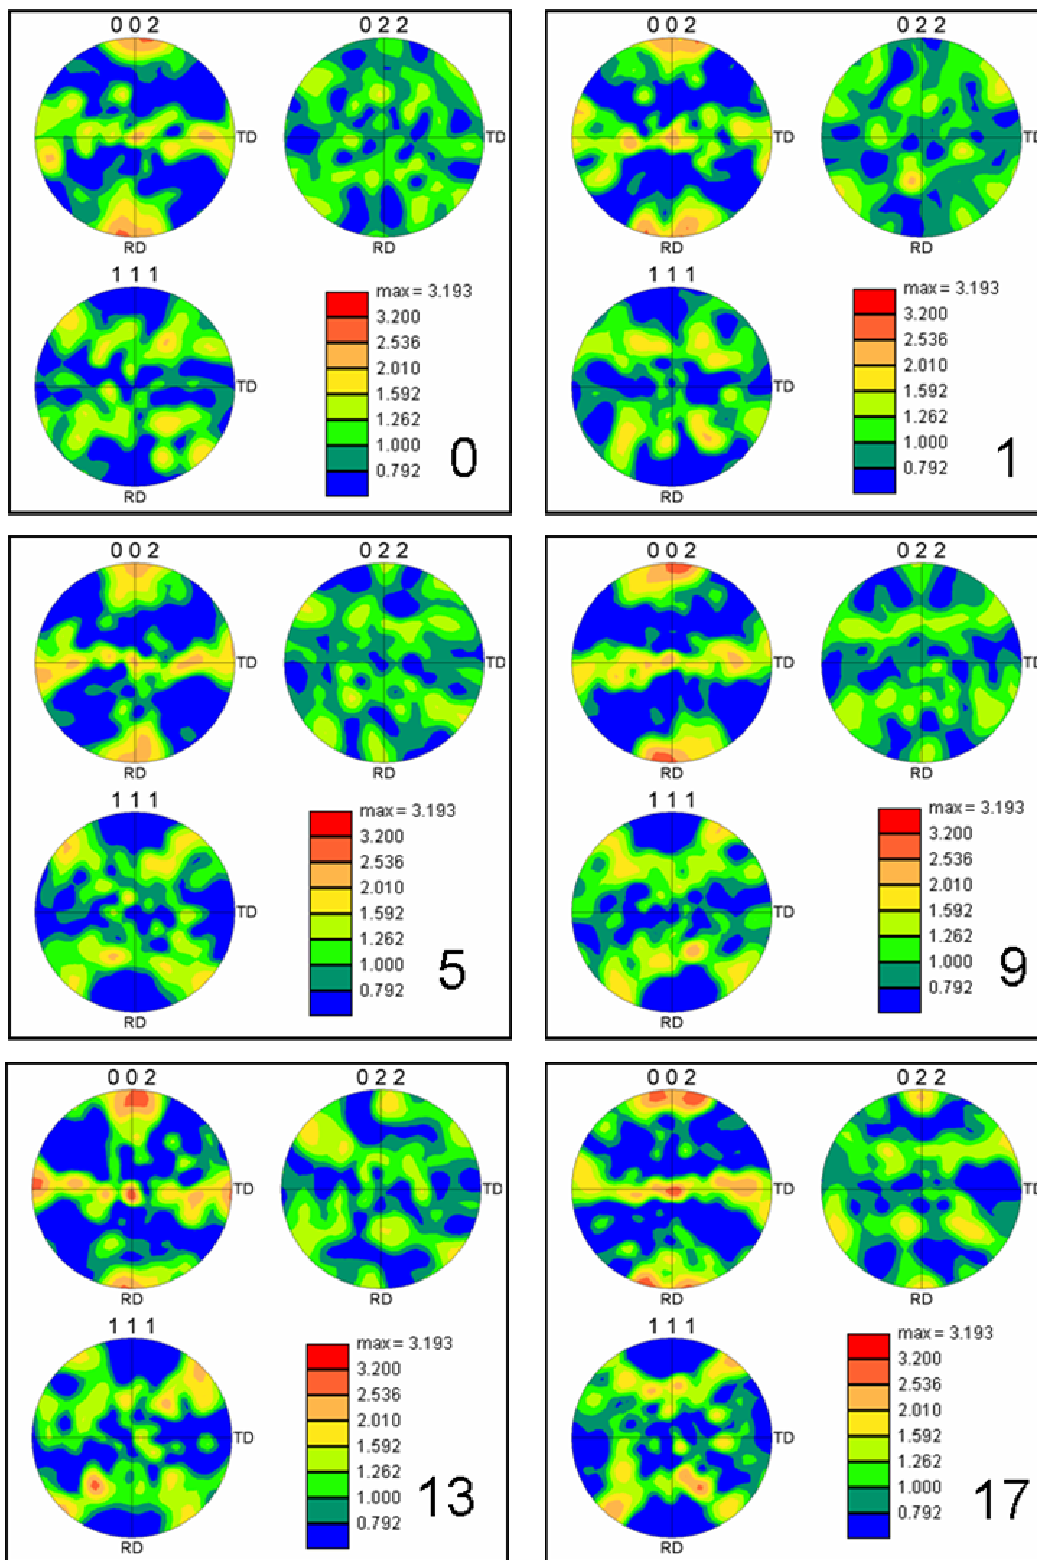 0 0 2
0 2 2
TD
TD
RD
RD
1 1 1
max = 3.193
3.200
2.536
2.010
1.592
1.262
1.000
0.792
TD
RD
0
0 0 2
0 2 2
TD
TD
RD
RD
1 1 1
max = 3.193
3.200
2.536
2.010
1.592
1.262
1.000
0.792
TD
RD
1
0 0 2
0 2 2
TD
TD
RD
RD
1 1 1
max = 3.193
3.200
2.536
2.010
1.592
1.262
1.000
0.792
TD
RD
5
0 0 2
0 2 2
TD
TD
RD
RD
1 1 1
max = 3.193
3.200
2.536
2.010
1.592
1.262
1.000
0.792
TD
RD
9
0 0 2
0 2 2
TD
TD
RD
RD
1 1 1
max = 3.193
3.200
2.536
2.010
1.592
1.262
1.000
0.792
TD
RD
13
0 0 2
0 2 2
TD
TD
RD
RD
1 1 1
max = 3.193
3.200
2.536
2.010
1.592
1.262
1.000
0.792
TD
RD
17